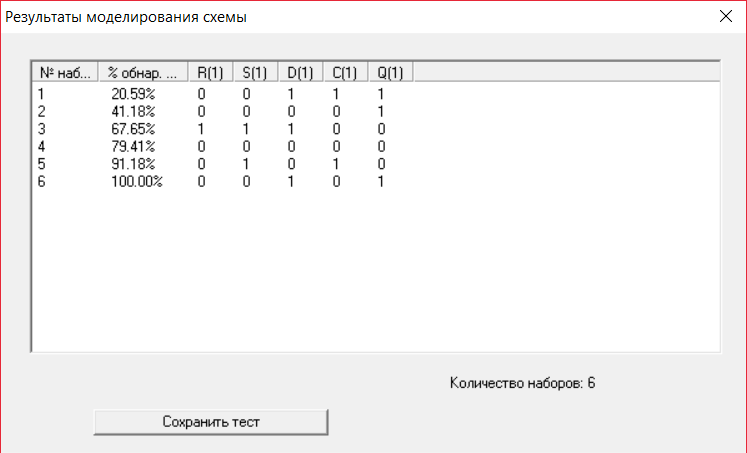 Результаты моделирования схемы
№ наб... % обнар. ... R(1) S(1) D(1) C(1) Q(1)
1 20.59% 0 0 1 1 1
2 41.18% 0 0 0 0 1
3 67.65% 1 1 1 0 0
4 79.41% 0 0 0 0 0
5 91.18% 0 1 0 1 0
6 100.00% 0 0 1 0 1
Количество наборов: 6
Сохранить тест